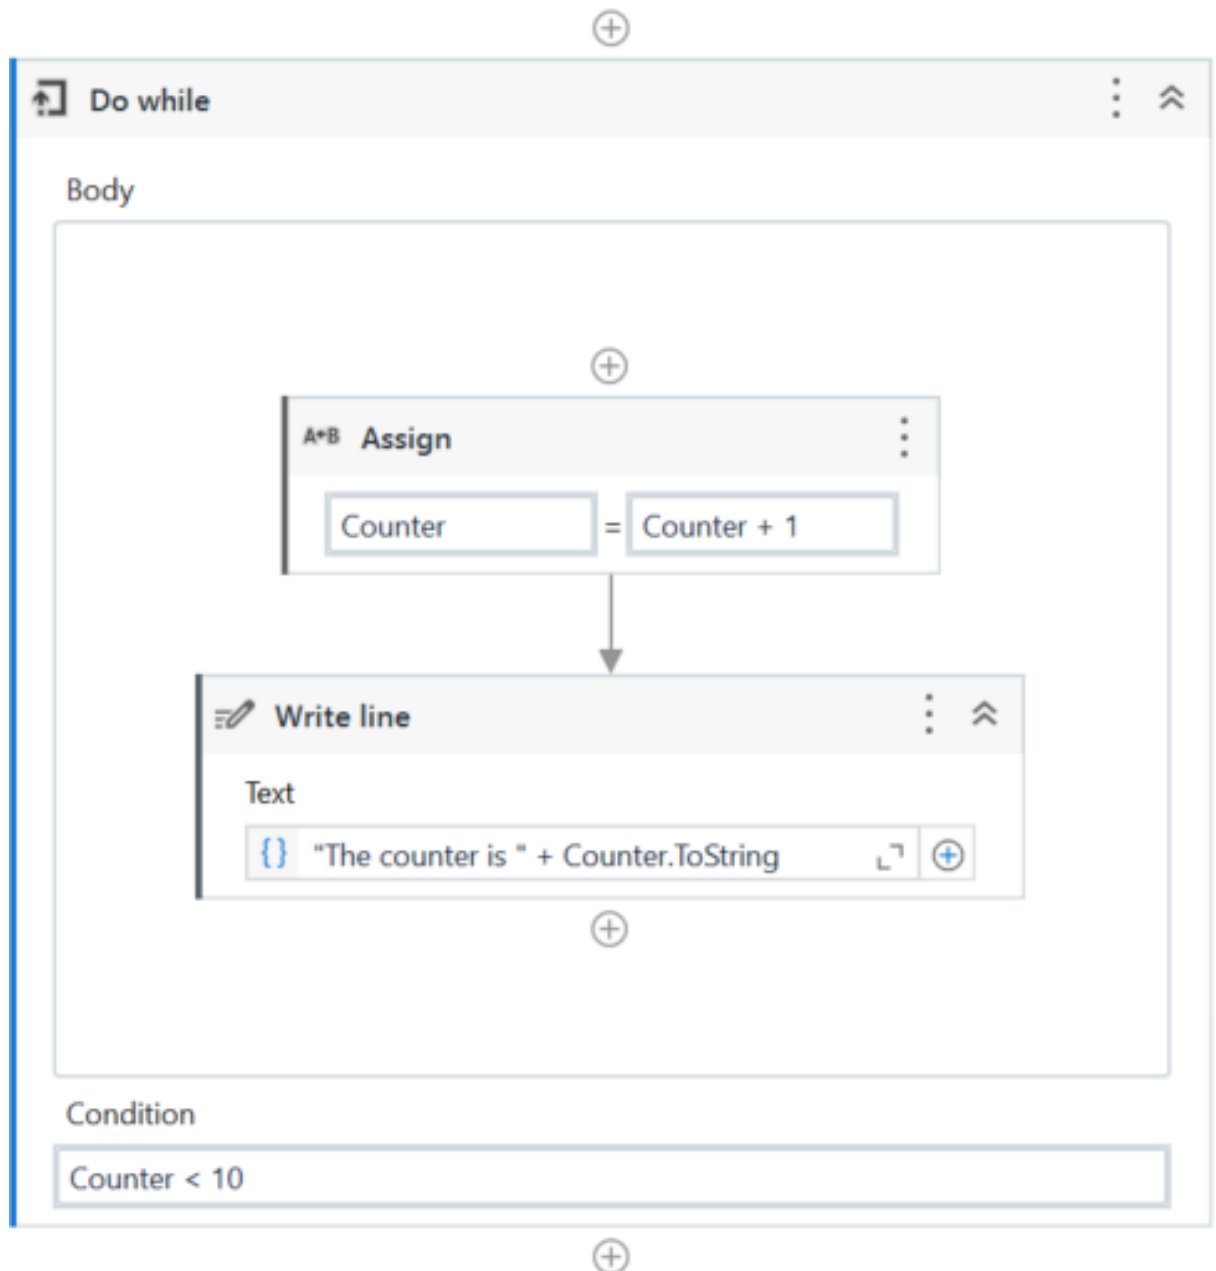 Do while
Body
A←B Assign
Counter = Counter + 1
Write line
Text
{} "The counter is " + Counter.ToString
Condition
Counter < 10